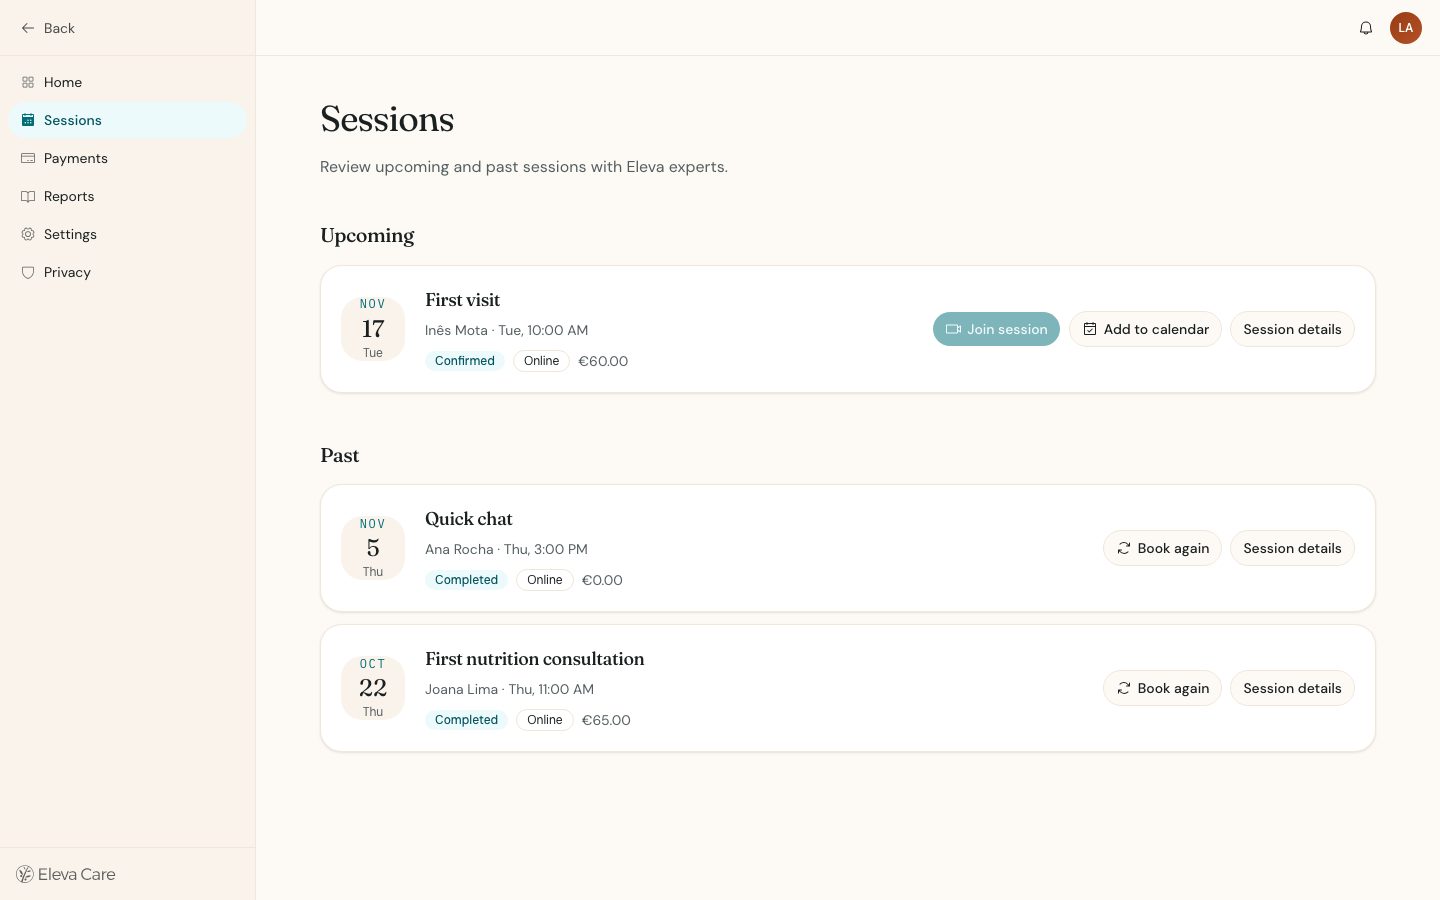 Back
LA
Home
Sessions
Payments
Reports
Settings
Privacy
Sessions
Review upcoming and past sessions with Eleva experts.
Upcoming
NOV
17
Tue
First visit
Inês Mota · Tue, 10:00 AM
Confirmed Online €60.00
Join session Add to calendar Session details
Past
NOV
5
Thu
Quick chat
Ana Rocha · Thu, 3:00 PM
Completed Online €0.00
Book again Session details
OCT
22
Thu
First nutrition consultation
Joana Lima · Thu, 11:00 AM
Completed Online €65.00
Book again Session details
Eleva Care